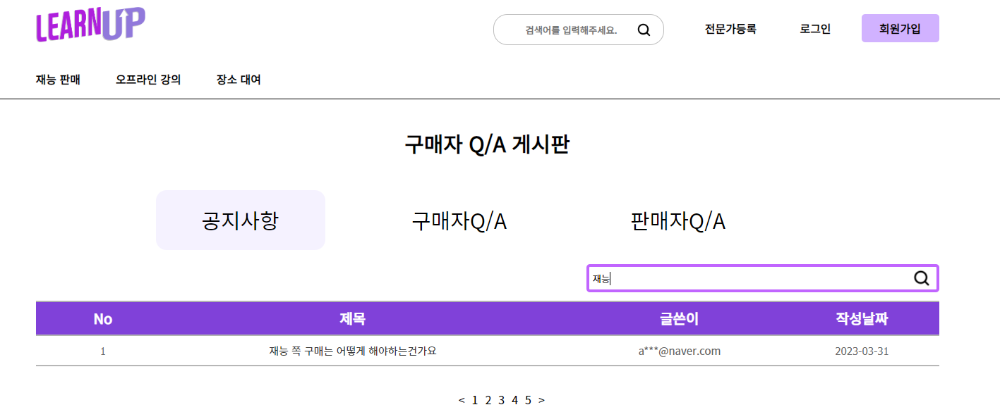 LEARNUP
검색어를 입력해주세요.
전문가등록 로그인 회원가입
재능 판매 오프라인 강의 장소 대여
구매자 Q/A 게시판
공지사항 구매자Q/A 판매자Q/A
재능
No 제목 글쓴이 작성날짜
1 재능 쪽 구매는 어떻게 해야하는건가요 a***@naver.com 2023-03-31
< 1 2 3 4 5 >